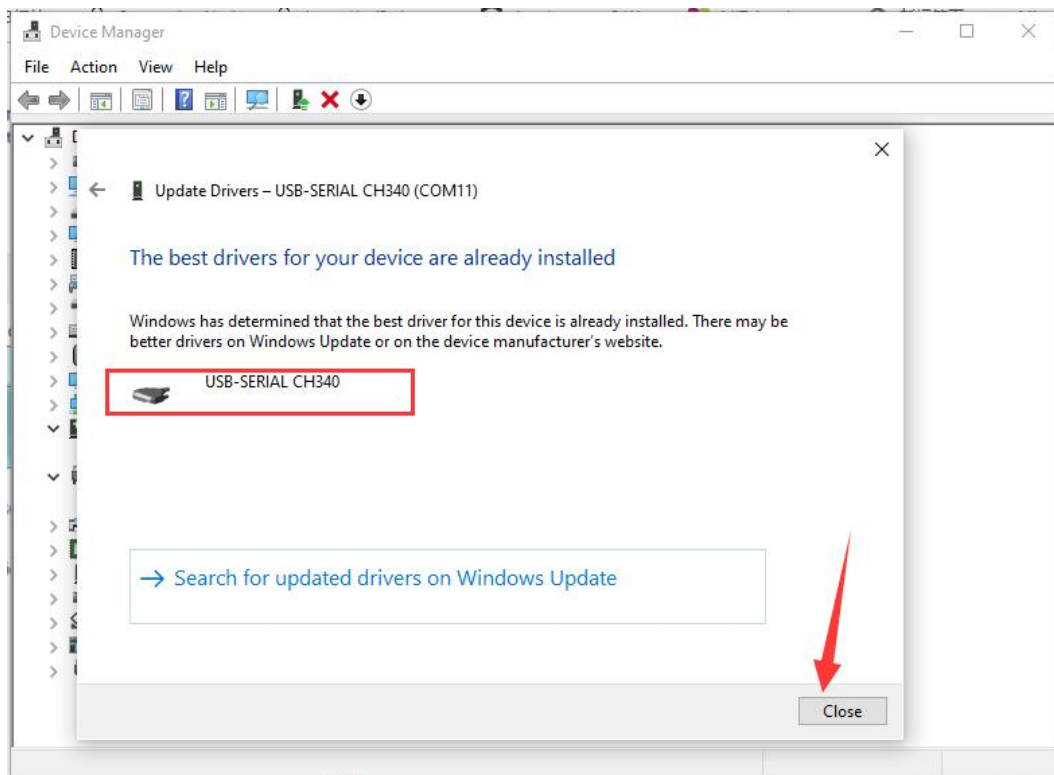 Device Manager
File Action View Help
Update Drivers – USB-SERIAL CH340 (COM11)
The best drivers for your device are already installed
Windows has determined that the best driver for this device is already installed. There may be
better drivers on Windows Update or on the device manufacturer's website.
USB-SERIAL CH340
Search for updated drivers on Windows Update
Close